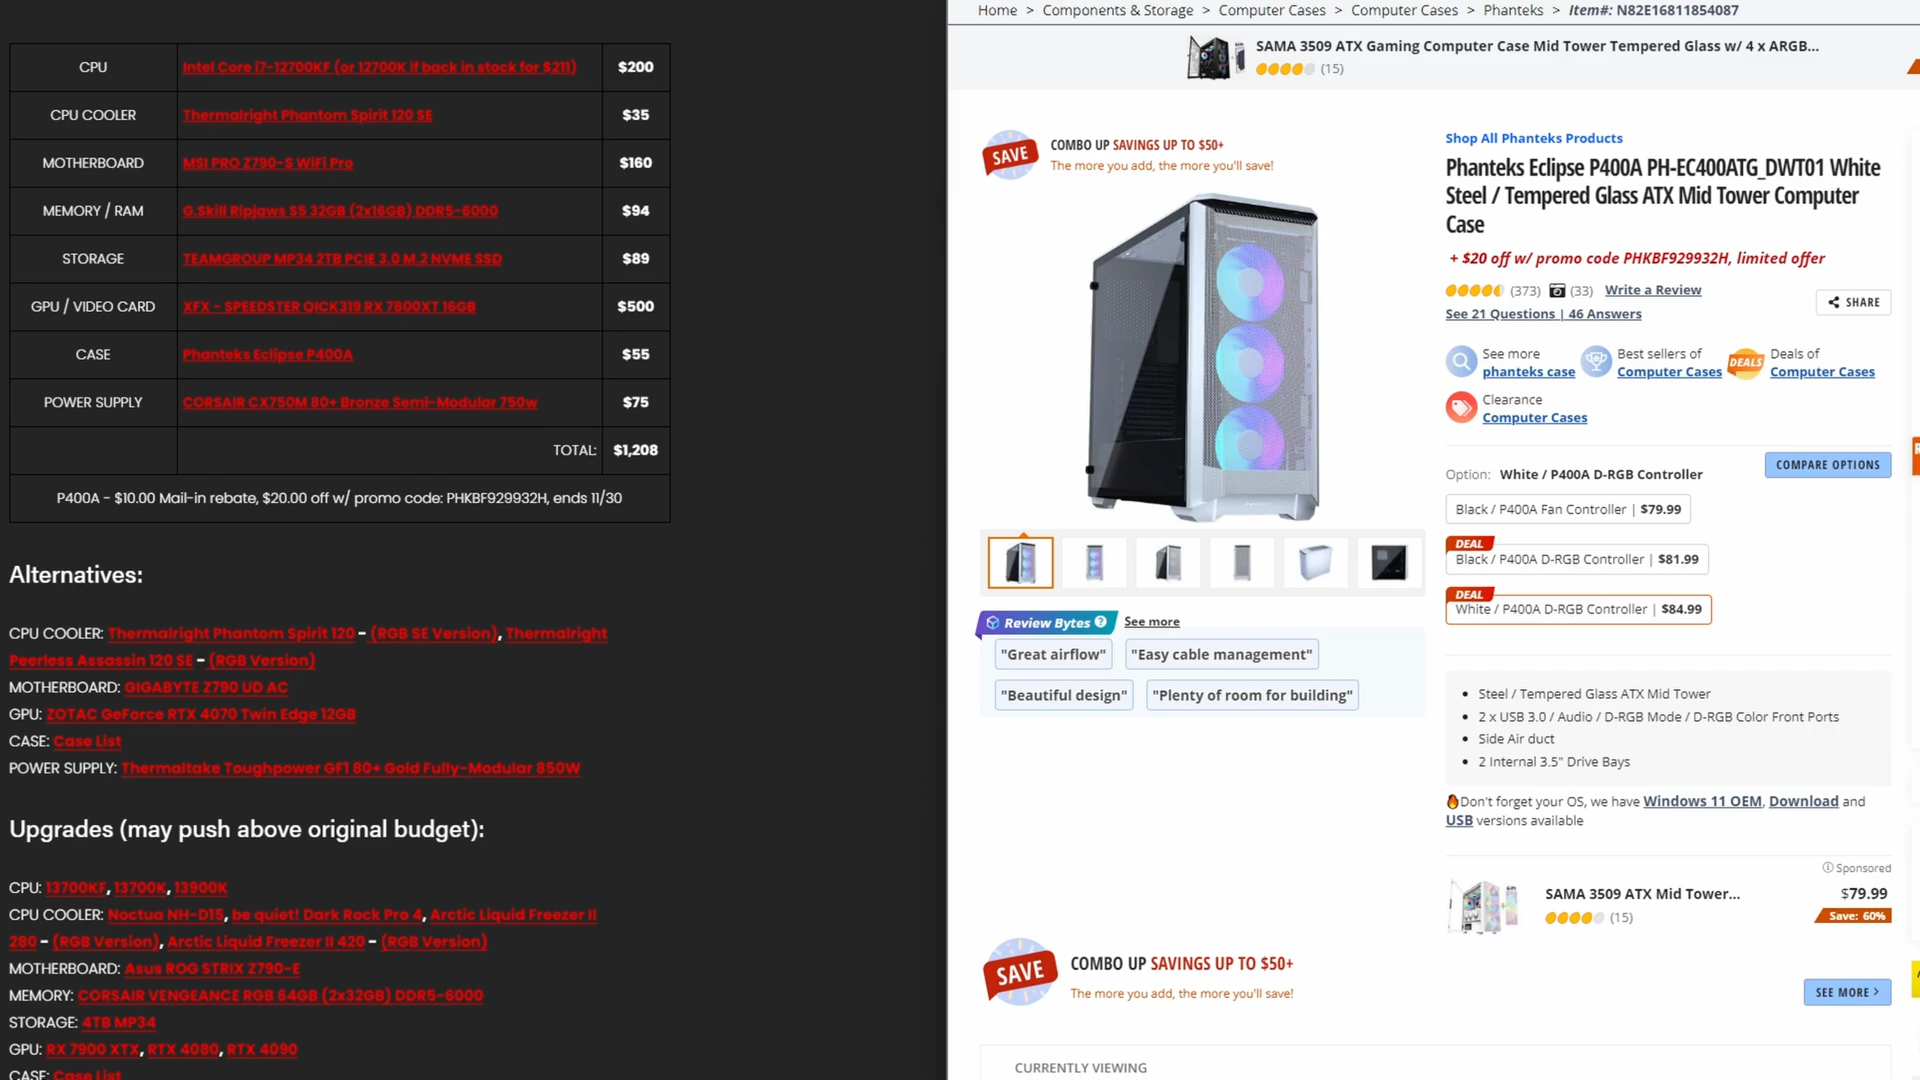 CPU Intel Core i7-12700KF (or 12700K if back in stock for $211) $200
CPU COOLER Thermalright Phantom Spirit 120 SE $35
MOTHERBOARD MSI PRO Z790-S WiFi Pro $160
MEMORY / RAM G.Skill Ripjaws S5 32GB (2x16GB) DDR5-6000 $94
STORAGE TEAMGROUP MP34 2TB PCIE 3.0 M.2 NVME SSD $89
GPU / VIDEO CARD XFX - SPEEDSTER QICK319 RX 7800XT 16GB $500
CASE Phanteks Eclipse P400A $55
POWER SUPPLY CORSAIR CX750M 80+ Bronze Semi-Modular 750w $75
TOTAL: $1,208
P400A - $10.00 Mail-in rebate, $20.00 off w/ promo code: PHKBF929932H, ends 11/30
Alternatives:
CPU COOLER: Thermalright Phantom Spirit 120 - (RGB SE Version), Thermalright
Peerless Assassin 120 SE - (RGB Version)
MOTHERBOARD: GIGABYTE Z790 UD AC
GPU: ZOTAC GeForce RTX 4070 Twin Edge 12GB
CASE: Case List
POWER SUPPLY: Thermaltake Toughpower GF1 80+ Gold Fully-Modular 850W
Upgrades (may push above original budget):
CPU: 13700KF, 13700K, 13900K
CPU COOLER: Noctua NH-D15, be quiet! Dark Rock Pro 4, Arctic Liquid Freezer II
280 - (RGB Version), Arctic Liquid Freezer II 420 - (RGB Version)
MOTHERBOARD: Asus ROG STRIX Z790-E
MEMORY: CORSAIR VENGEANCE RGB 64GB (2x32GB) DDR5-6000
STORAGE: 4TB MP34
GPU: RX 7900 XTX, RTX 4080, RTX 4090
CASE: Case List
Home > Components & Storage > Computer Cases > Computer Cases > Phanteks > Item#: N82E16811854087
SAMA 3509 ATX Gaming Computer Case Mid Tower Tempered Glass w/ 4 x ARGB...
(15)
SAVE
COMBO UP SAVINGS UP TO $50+
The more you add, the more you'll save!
Review Bytes ?
See more
"Great airflow" "Easy cable management"
"Beautiful design" "Plenty of room for building"
Shop All Phanteks Products
Phanteks Eclipse P400A PH-EC400ATG_DWT01 White
Steel / Tempered Glass ATX Mid Tower Computer
Case
+ $20 off w/ promo code PHKBF929932H, limited offer
(373) (33) Write a Review
SHARE
See 21 Questions | 46 Answers
See more
phanteks case
Best sellers of
Computer Cases
DEALS
Deals of
Computer Cases
Clearance
Computer Cases
Option: White / P400A D-RGB Controller
COMPARE OPTIONS
Black / P400A Fan Controller | $79.99
DEAL
Black / P400A D-RGB Controller | $81.99
DEAL
White / P400A D-RGB Controller | $84.99
• Steel / Tempered Glass ATX Mid Tower
• 2 x USB 3.0 / Audio / D-RGB Mode / D-RGB Color Front Ports
• Side Air duct
• 2 Internal 3.5" Drive Bays
Don't forget your OS, we have Windows 11 OEM, Download and
USB versions available
Sponsored
SAMA 3509 ATX Mid Tower...
$79.99
(15)
Save: 60%
SAVE
COMBO UP SAVINGS UP TO $50+
The more you add, the more you'll save!
SEE MORE >
CURRENTLY VIEWING